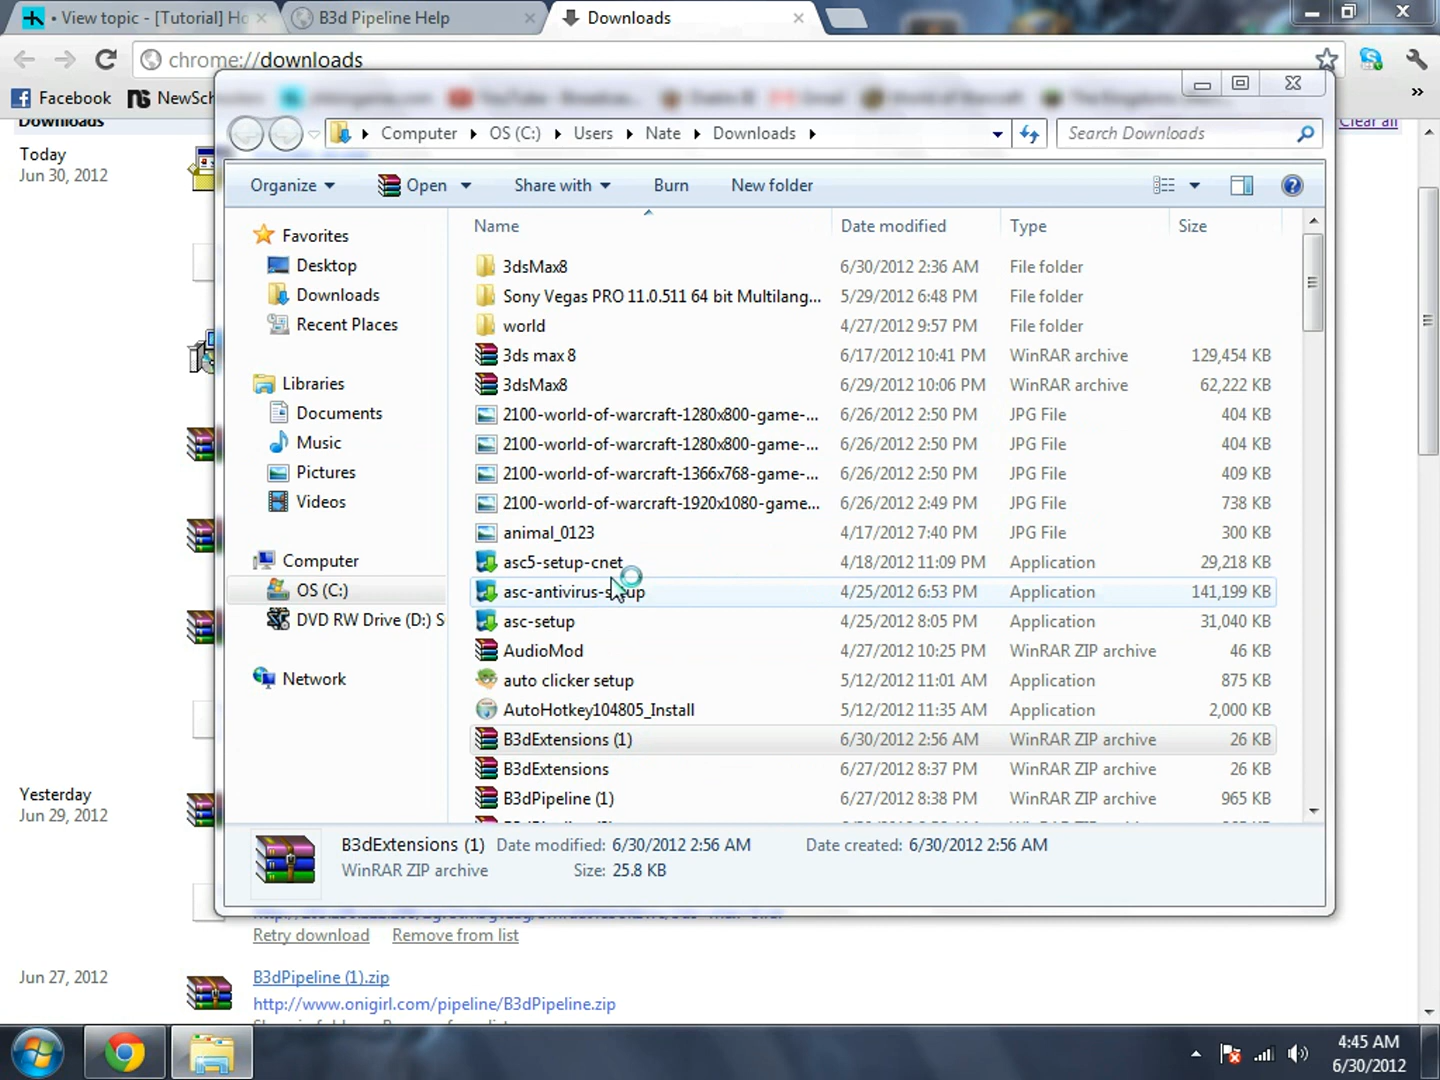 • View topic - [Tutorial] Ho
B3d Pipeline Help
Downloads
chrome://downloads
Facebook
NewSch
»
Downloads
Clear all
Computer
OS (C:)
Users
Nate
Downloads
Search Downloads
Organize
Open
Share with
Burn
New folder
Name
Date modified
Type
Size
Today
Jun 30, 2012
Yesterday
Jun 29, 2012
Jun 27, 2012
Favorites
Desktop
Downloads
Recent Places
Libraries
Documents
Music
Pictures
Videos
Computer
OS (C:)
DVD RW Drive (D:) S
Network
3dsMax8 6/30/2012 2:36 AM File folder
Sony Vegas PRO 11.0.511 64 bit Multilang... 5/29/2012 6:48 PM File folder
world 4/27/2012 9:57 PM File folder
3ds max 8 6/17/2012 10:41 PM WinRAR archive 129,454 KB
3dsMax8 6/29/2012 10:06 PM WinRAR archive 62,222 KB
2100-world-of-warcraft-1280x800-game-... 6/26/2012 2:50 PM JPG File 404 KB
2100-world-of-warcraft-1280x800-game-... 6/26/2012 2:50 PM JPG File 404 KB
2100-world-of-warcraft-1366x768-game-... 6/26/2012 2:50 PM JPG File 409 KB
2100-world-of-warcraft-1920x1080-game... 6/26/2012 2:49 PM JPG File 738 KB
animal_0123 4/17/2012 7:40 PM JPG File 300 KB
asc5-setup-cnet 4/18/2012 11:09 PM Application 29,218 KB
asc-antivirus-setup 4/25/2012 6:53 PM Application 141,199 KB
asc-setup 4/25/2012 8:05 PM Application 31,040 KB
AudioMod 4/27/2012 10:25 PM WinRAR ZIP archive 46 KB
auto clicker setup 5/12/2012 11:01 AM Application 875 KB
AutoHotkey104805_Install 5/12/2012 11:35 AM Application 2,000 KB
B3dExtensions (1) 6/30/2012 2:56 AM WinRAR ZIP archive 26 KB
B3dExtensions 6/27/2012 8:37 PM WinRAR ZIP archive 26 KB
B3dPipeline (1) 6/27/2012 8:38 PM WinRAR ZIP archive 965 KB
B3dExtensions (1) Date modified: 6/30/2012 2:56 AM Date created: 6/30/2012 2:56 AM
WinRAR ZIP archive Size: 25.8 KB
Retry download Remove from list
B3dPipeline (1).zip
http://www.onigirl.com/pipeline/B3dPipeline.zip
4:45 AM
6/30/2012